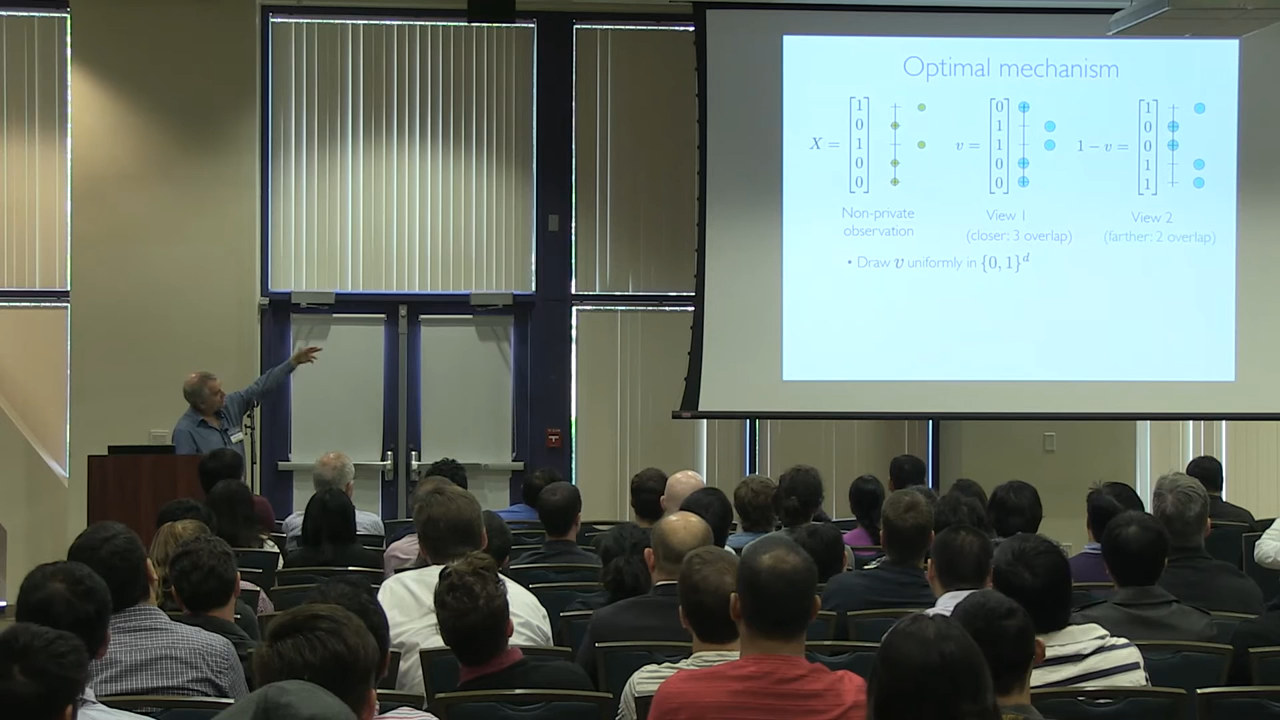 Optimal mechanism
X = [1 0 1 0 0]
v = [0 1 1 0 0]
1 − v = [1 0 0 1 1]
Non-private
observation
View 1
(closer: 3 overlap)
View 2
(farther: 2 overlap)
• Draw v uniformly in {0, 1}^d